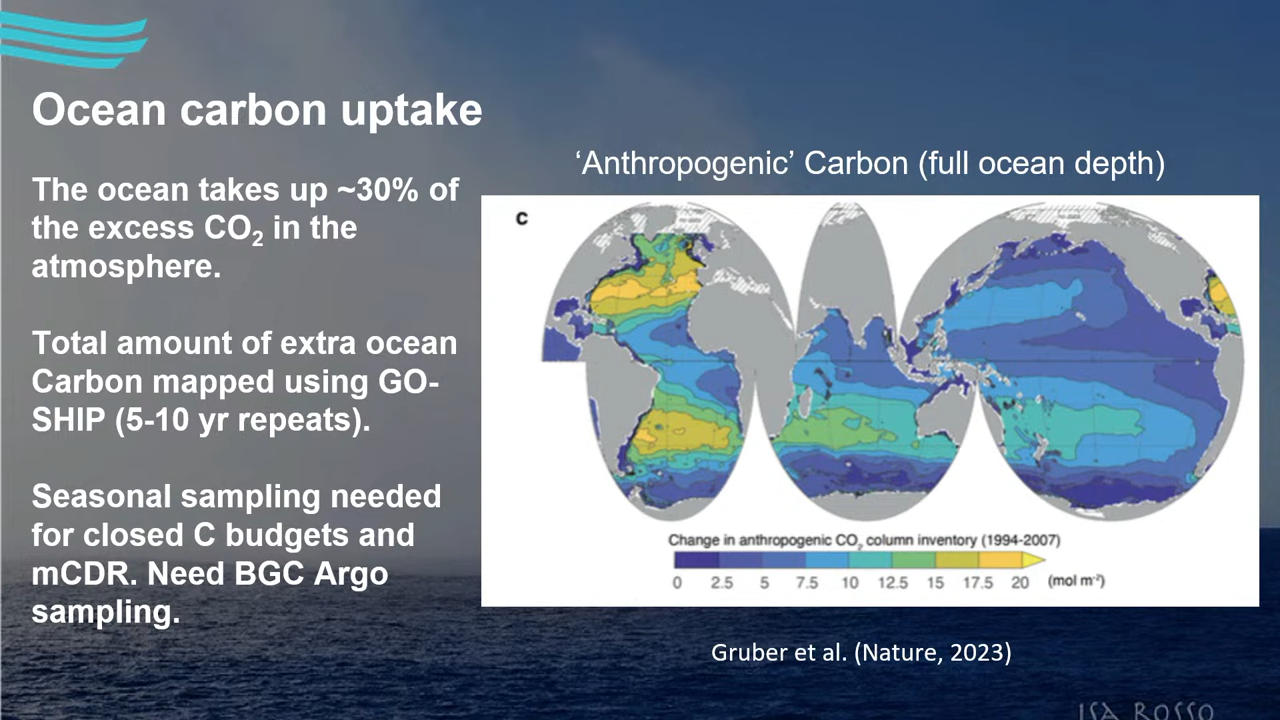 Ocean carbon uptake
'Anthropogenic' Carbon (full ocean depth)
The ocean takes up ~30% of
the excess CO₂ in the
atmosphere.
Total amount of extra ocean
Carbon mapped using GO-
SHIP (5-10 yr repeats).
Seasonal sampling needed
for closed C budgets and
mCDR. Need BGC Argo
sampling.
c
Change in anthropogenic CO₂ column inventory (1994-2007)
0 2.5 5 7.5 10 12.5 15 17.5 20 (mol m⁻²)
Gruber et al. (Nature, 2023)
ISA ROSSO